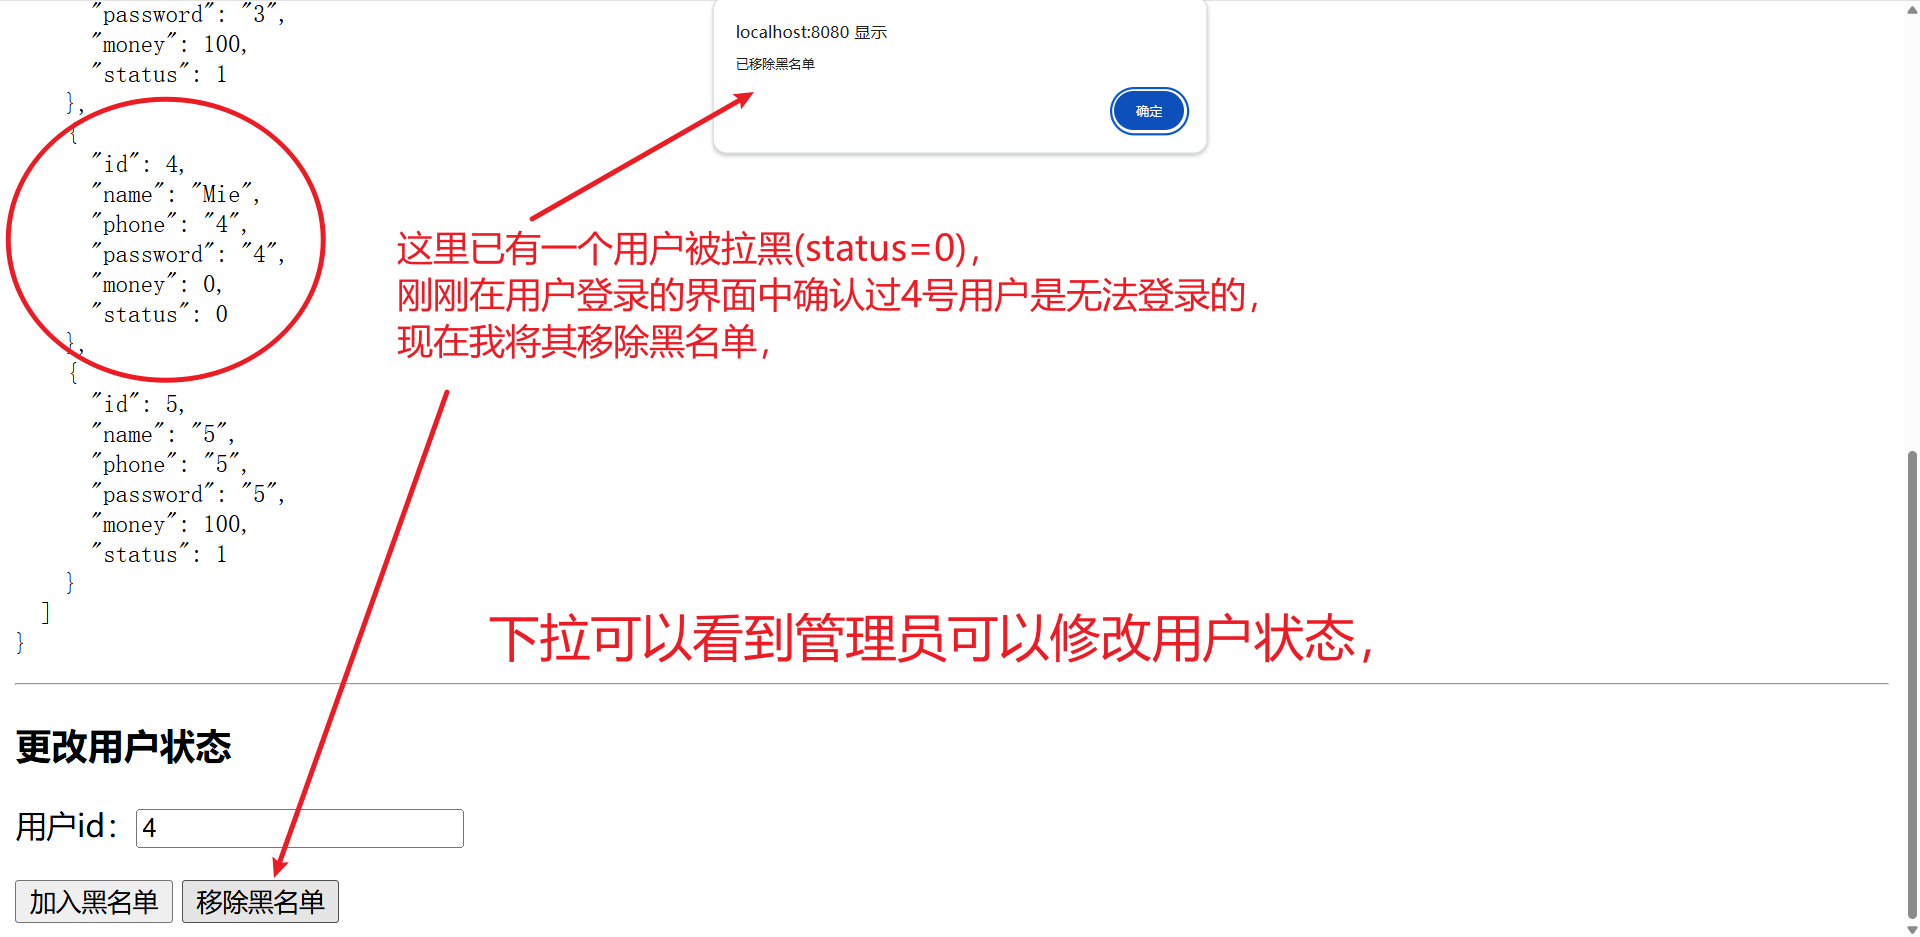 "password": "3",
"money": 100,
"status": 1
},
{
"id": 4,
"name": "Mie",
"phone": "4",
"password": "4",
"money": 0,
"status": 0
},
{
"id": 5,
"name": "5",
"phone": "5",
"password": "5",
"money": 100,
"status": 1
}
]
}
localhost:8080 显示
已移除黑名单
确定
这里已有一个用户被拉黑(status=0),
刚刚在用户登录的界面中确认过4号用户是无法登录的,
现在我将其移除黑名单,
下拉可以看到管理员可以修改用户状态,
更改用户状态
用户id: 4
加入黑名单 移除黑名单